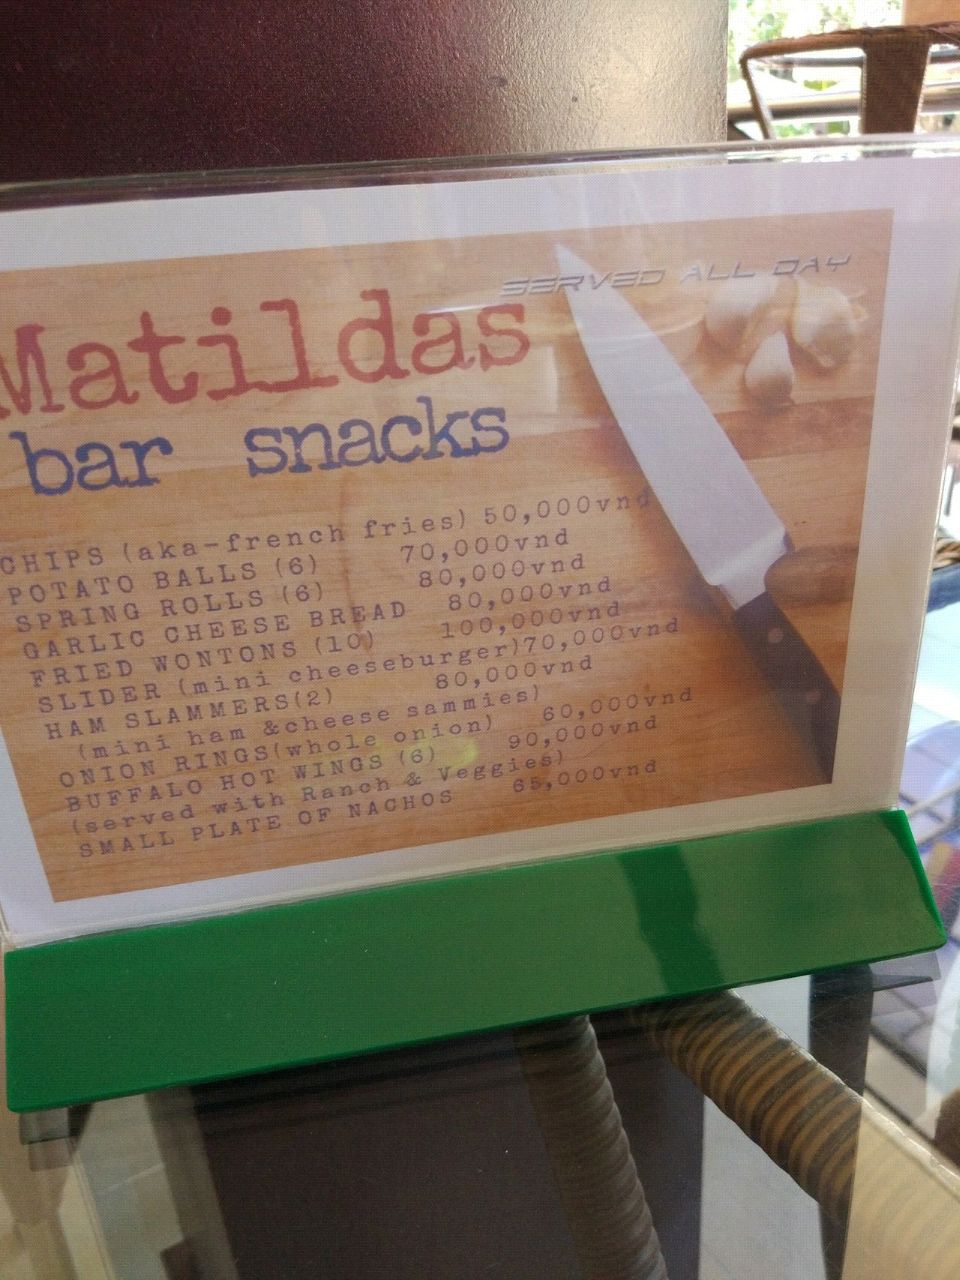 SERVED ALL DAY
Matildas
bar snacks
CHIPS (aka-french fries) 50,000vnd
POTATO BALLS (6) 70,000vnd
SPRING ROLLS (6) 80,000vnd
GARLIC CHEESE BREAD 80,000vnd
FRIED WONTONS (10) 100,000vnd
SLIDER (mini cheeseburger)70,000vnd
HAM SLAMMERS(2) 80,000vnd
(mini ham &cheese sammies)
ONION RINGS(whole onion) 60,000vnd
BUFFALO HOT WINGS (6) 90,000vnd
(served with Ranch & Veggies)
SMALL PLATE OF NACHOS 65,000vnd